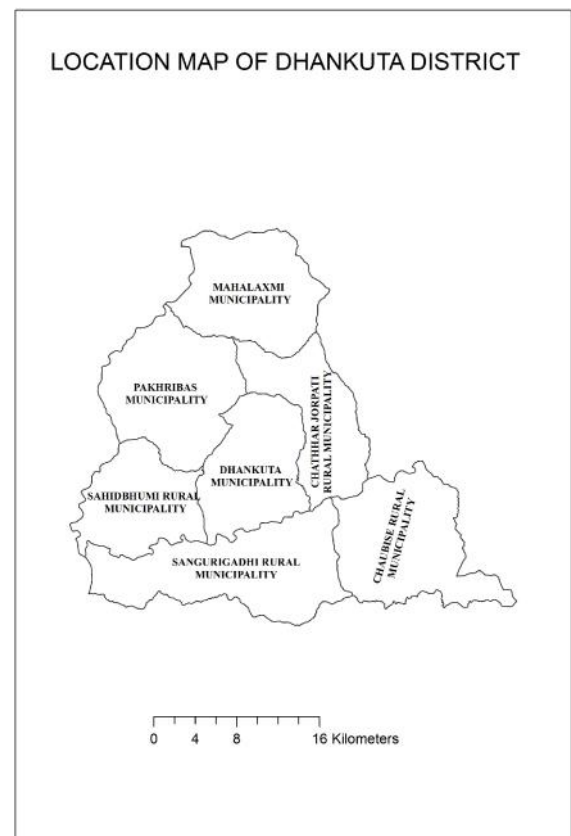 LOCATION MAP OF DHANKUTA DISTRICT
MAHALAXMI
MUNICIPALITY
PAKHRIBAS
MUNICIPALITY
CHATHHAR JORPATI
RURAL MUNICIPALITY
DHANKUTA
MUNICIPALITY
SAHIDBHUMI RURAL
MUNICIPALITY
CHAUBISE RURAL
MUNICIPALITY
SANGURIGADHI RURAL
MUNICIPALITY
0 4 8 16 Kilometers